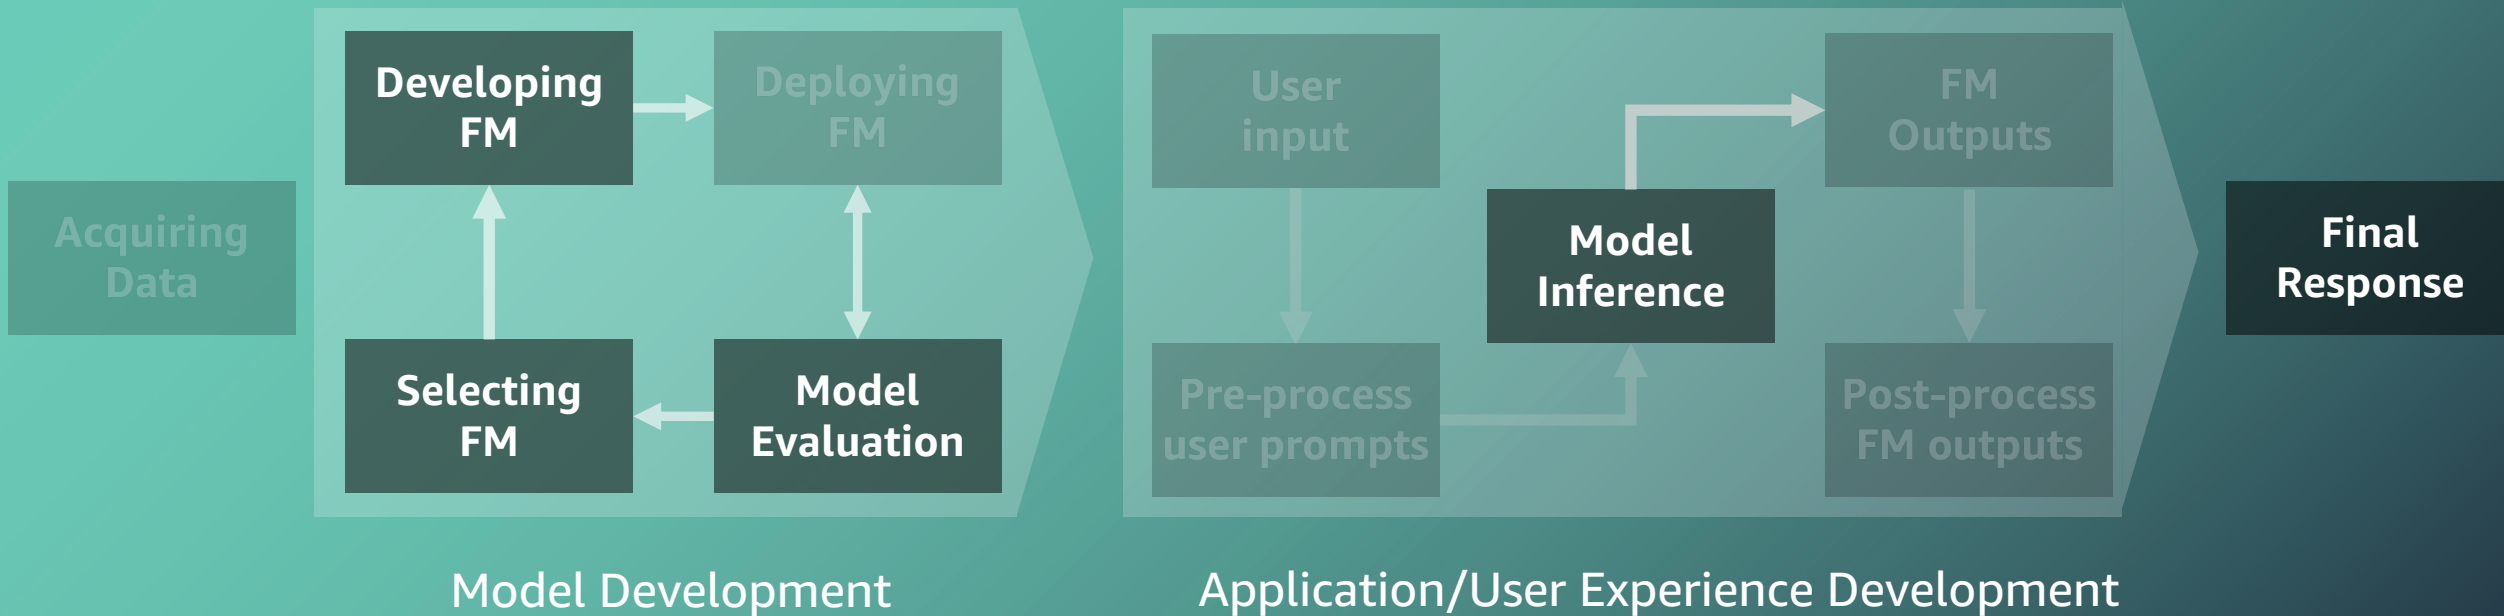 Acquiring
Data
Developing
FM
Deploying
FM
Selecting
FM
Model
Evaluation
Model Development
User
input
Pre-process
user prompts
Model
Inference
FM
Outputs
Post-process
FM outputs
Application/User Experience Development
Final
Response